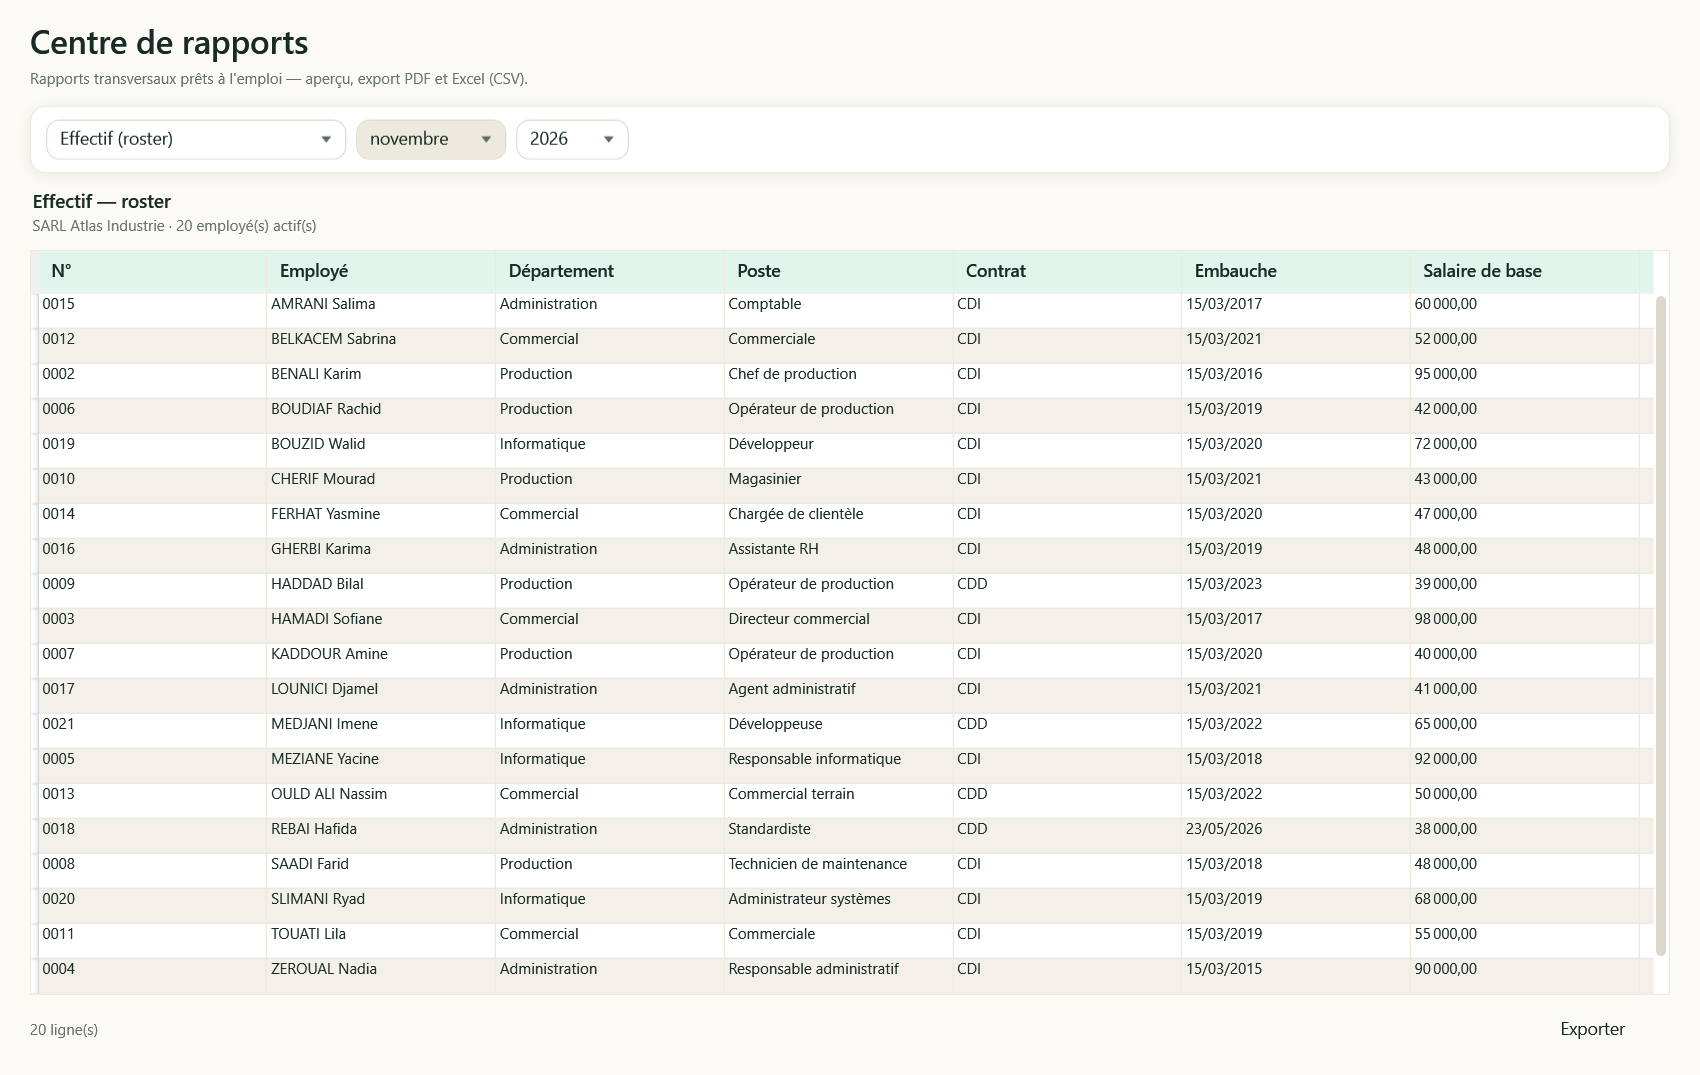 Centre de rapports
Rapports transversaux prêts à l'emploi — aperçu, export PDF et Excel (CSV).
Effectif (roster) novembre 2026
Effectif — roster
SARL Atlas Industrie · 20 employé(s) actif(s)
N° Employé Département Poste Contrat Embauche Salaire de base
0015 AMRANI Salima Administration Comptable CDI 15/03/2017 60 000,00
0012 BELKACEM Sabrina Commercial Commerciale CDI 15/03/2021 52 000,00
0002 BENALI Karim Production Chef de production CDI 15/03/2016 95 000,00
0006 BOUDIAF Rachid Production Opérateur de production CDI 15/03/2019 42 000,00
0019 BOUZID Walid Informatique Développeur CDI 15/03/2020 72 000,00
0010 CHERIF Mourad Production Magasinier CDI 15/03/2021 43 000,00
0014 FERHAT Yasmine Commercial Chargée de clientèle CDI 15/03/2020 47 000,00
0016 GHERBI Karima Administration Assistante RH CDI 15/03/2019 48 000,00
0009 HADDAD Bilal Production Opérateur de production CDD 15/03/2023 39 000,00
0003 HAMADI Sofiane Commercial Directeur commercial CDI 15/03/2017 98 000,00
0007 KADDOUR Amine Production Opérateur de production CDI 15/03/2020 40 000,00
0017 LOUNICI Djamel Administration Agent administratif CDI 15/03/2021 41 000,00
0021 MEDJANI Imene Informatique Développeuse CDD 15/03/2022 65 000,00
0005 MEZIANE Yacine Informatique Responsable informatique CDI 15/03/2018 92 000,00
0013 OULD ALI Nassim Commercial Commercial terrain CDD 15/03/2022 50 000,00
0018 REBAI Hafida Administration Standardiste CDD 23/05/2026 38 000,00
0008 SAADI Farid Production Technicien de maintenance CDI 15/03/2018 48 000,00
0020 SLIMANI Ryad Informatique Administrateur systèmes CDI 15/03/2019 68 000,00
0011 TOUATI Lila Commercial Commerciale CDI 15/03/2019 55 000,00
0004 ZEROUAL Nadia Administration Responsable administratif CDI 15/03/2015 90 000,00
20 ligne(s) Exporter